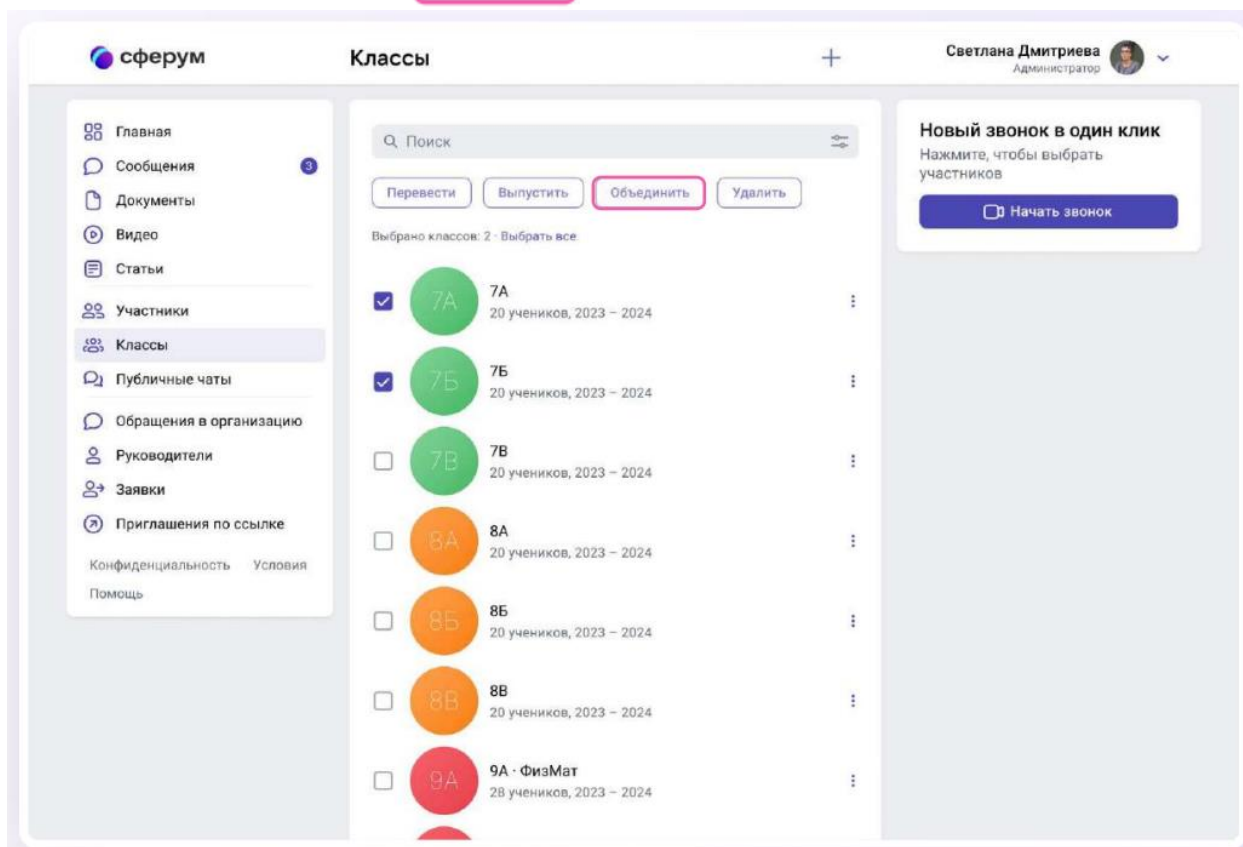 сферум
Классы
Светлана Дмитриева
Администратор
Главная
Сообщения 3
Документы
Видео
Статьи
Участники
Классы
Публичные чаты
Обращения в организацию
Руководители
Заявки
Приглашения по ссылке
Конфиденциальность Условия
Помощь
Поиск
Перевести Выпустить Объединить Удалить
Выбрано классов: 2 · Выбрать все
7А
7А
20 учеников, 2023 – 2024
7Б
7Б
20 учеников, 2023 – 2024
7В
7В
20 учеников, 2023 – 2024
8А
8А
20 учеников, 2023 – 2024
8Б
8Б
20 учеников, 2023 – 2024
8В
8В
20 учеников, 2023 – 2024
9А
9А · ФизМат
28 учеников, 2023 – 2024
Новый звонок в один клик
Нажмите, чтобы выбрать
участников
Начать звонок